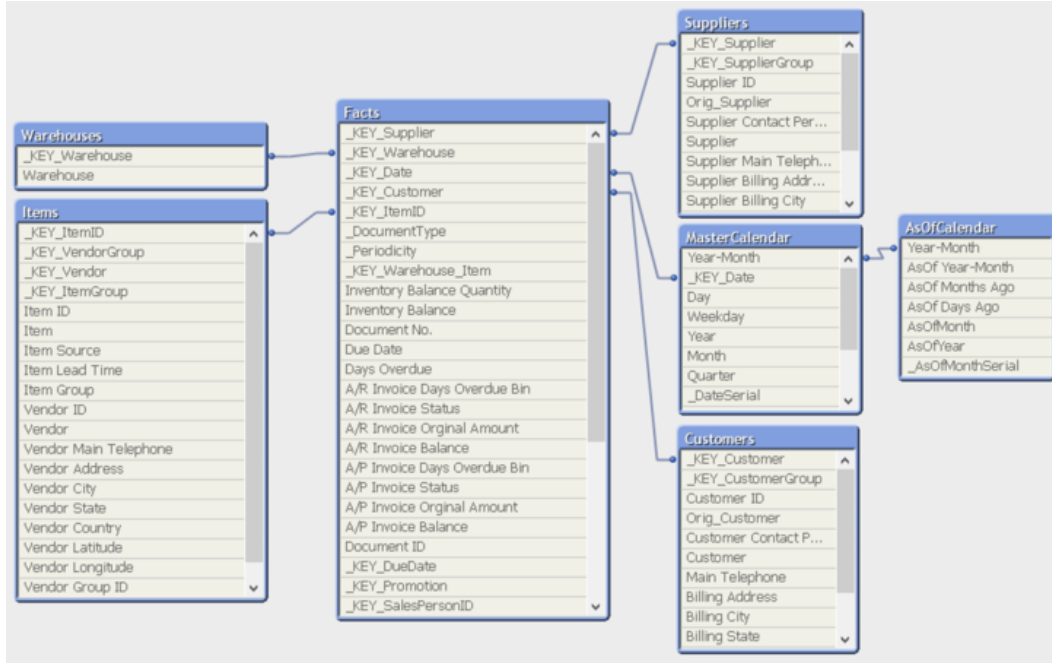 Warehouses
_KEY_Warehouse
Warehouse
Items
_KEY_ItemID
_KEY_VendorGroup
_KEY_Vendor
_KEY_ItemGroup
Item ID
Item
Item Source
Item Lead Time
Item Group
Vendor ID
Vendor
Vendor Main Telephone
Vendor Address
Vendor City
Vendor State
Vendor Country
Vendor Latitude
Vendor Longitude
Vendor Group ID
Facts
_KEY_Supplier
_KEY_Warehouse
_KEY_Date
_KEY_Customer
_KEY_ItemID
_DocumentType
_Periodicity
_KEY_Warehouse_Item
Inventory Balance Quantity
Inventory Balance
Document No.
Due Date
Days Overdue
A/R Invoice Days Overdue Bin
A/R Invoice Status
A/R Invoice Orginal Amount
A/R Invoice Balance
A/P Invoice Days Overdue Bin
A/P Invoice Status
A/P Invoice Orginal Amount
A/P Invoice Balance
Document ID
_KEY_DueDate
_KEY_Promotion
_KEY_SalesPersonID
Suppliers
_KEY_Supplier
_KEY_SupplierGroup
Supplier ID
Orig_Supplier
Supplier Contact Per...
Supplier
Supplier Main Teleph...
Supplier Billing Addr...
Supplier Billing City
MasterCalendar
Year-Month
_KEY_Date
Day
Weekday
Year
Month
Quarter
_DateSerial
AsOfCalendar
Year-Month
AsOf Year-Month
AsOf Months Ago
AsOf Days Ago
AsOfMonth
AsOfYear
_AsOfMonthSerial
Customers
_KEY_Customer
_KEY_CustomerGroup
Customer ID
Orig_Customer
Customer Contact P...
Customer
Main Telephone
Billing Address
Billing City
Billing State